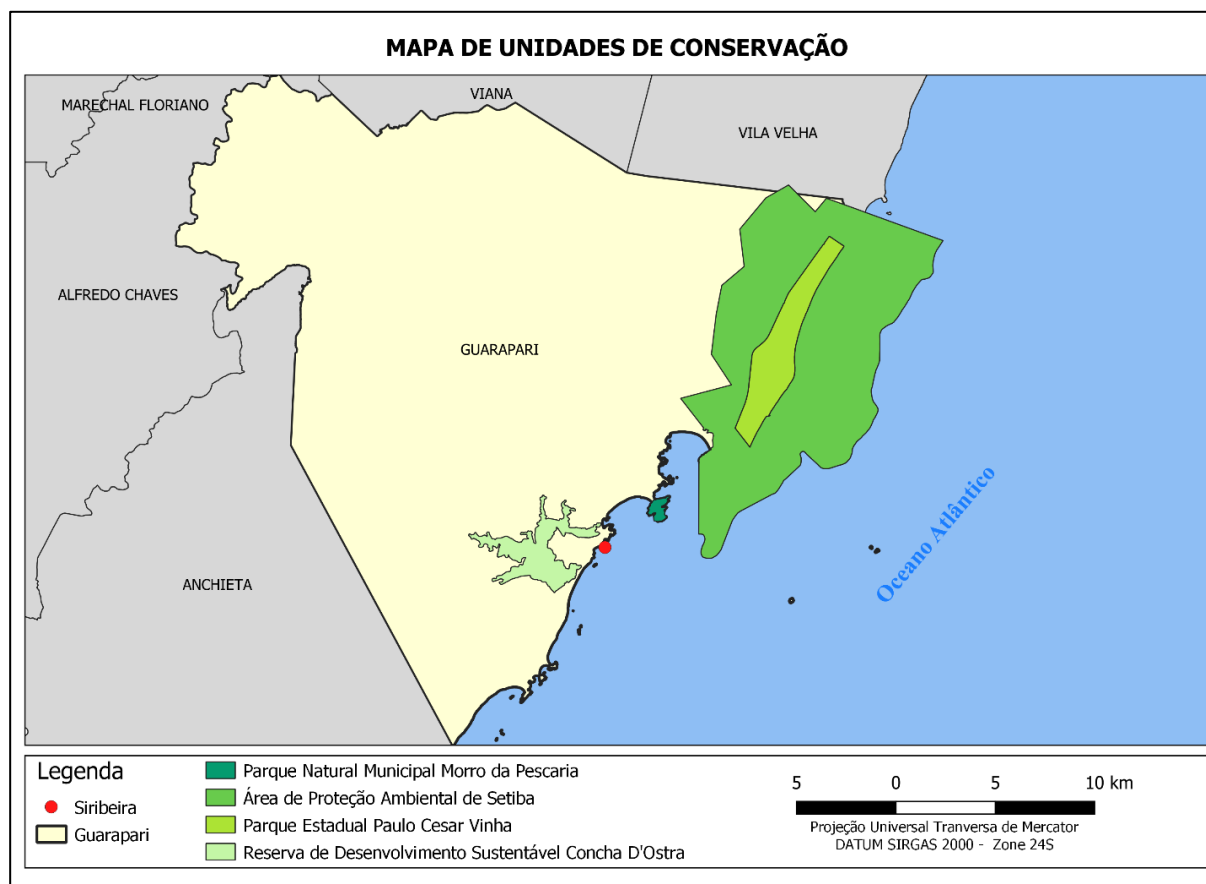 MAPA DE UNIDADES DE CONSERVAÇÃO
MARECHAL FLORIANO
VIANA
VILA VELHA
ALFREDO CHAVES
GUARAPARI
ANCHIETA
Oceano Atlântico
Legenda
Siribeira
Guarapari
Parque Natural Municipal Morro da Pescaria
Área de Proteção Ambiental de Setiba
Parque Estadual Paulo Cesar Vinha
Reserva de Desenvolvimento Sustentável Concha D'Ostra
5 0 5 10 km
Projeção Universal Tranversa de Mercator
DATUM SIRGAS 2000 - Zone 24S